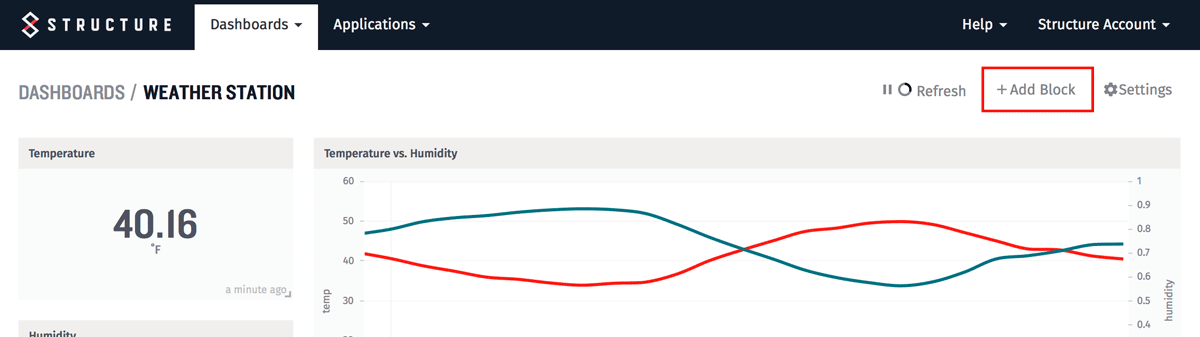 STRUCTURE Dashboards Applications Help Structure Account
DASHBOARDS / WEATHER STATION Refresh + Add Block Settings
Temperature
40.16
°F
a minute ago
Humidity
Temperature vs. Humidity
60
50
40
30
temp
1
0.9
0.8
0.7
0.6
0.5
0.4
humidity